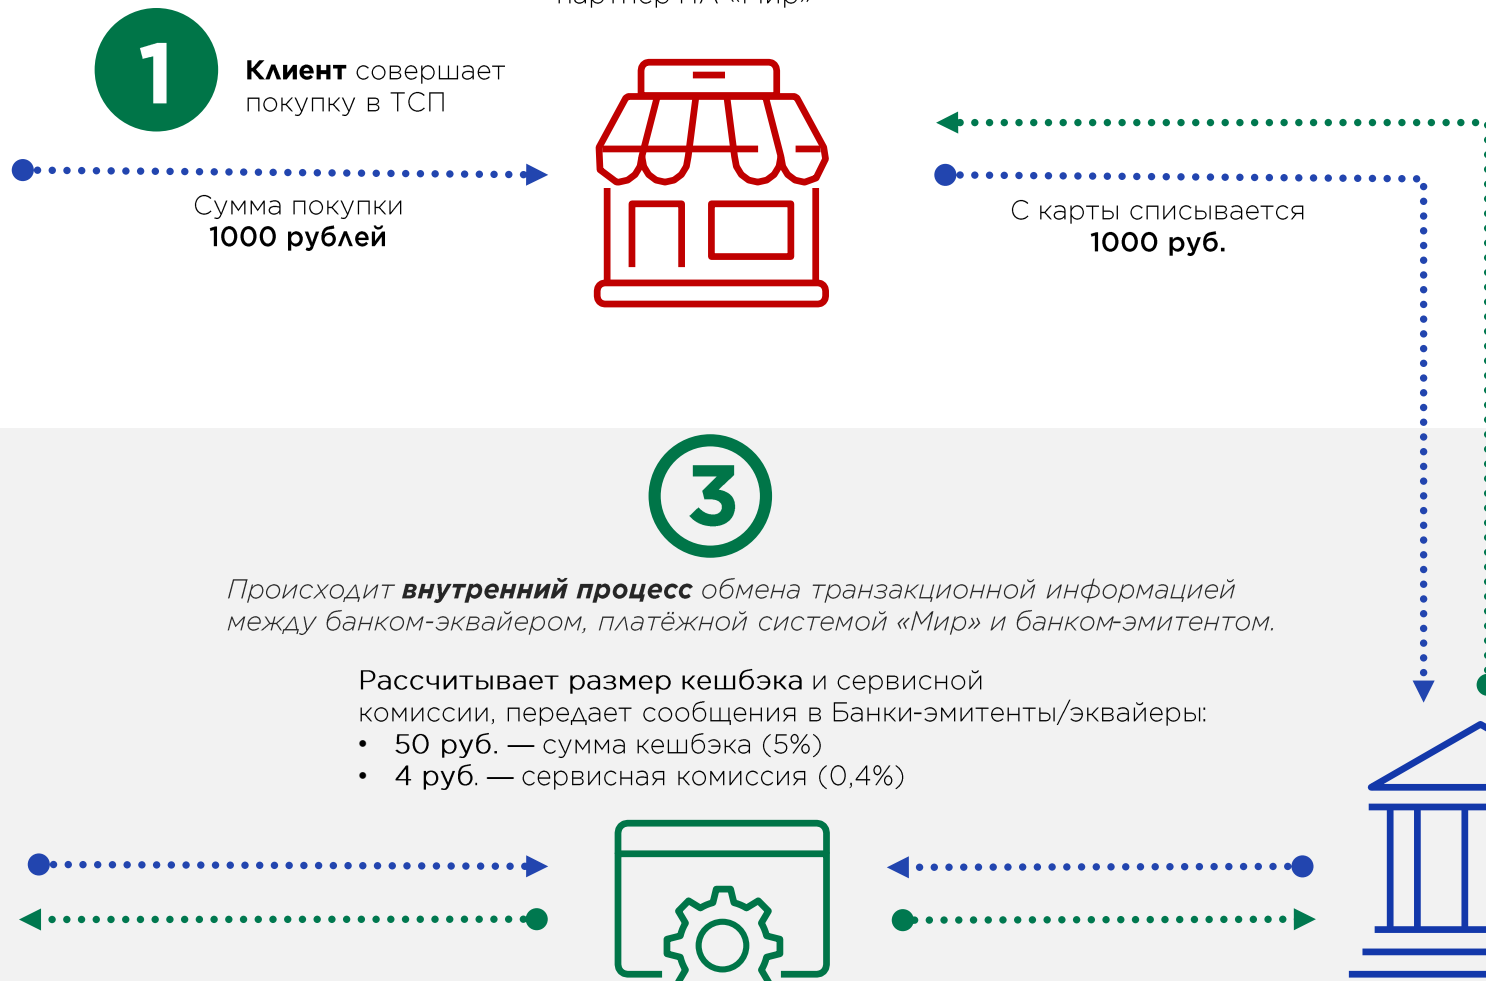 1
Клиент совершает
покупку в ТСП
Сумма покупки
1000 рублей
С карты списывается
1000 руб.
3
Происходит внутренний процесс обмена транзакционной информацией
между банком-эквайером, платёжной системой «Мир» и банком-эмитентом.
Рассчитывает размер кешбэка и сервисной
комиссии, передает сообщения в Банки-эмитенты/эквайеры:
• 50 руб. — сумма кешбэка (5%)
• 4 руб. — сервисная комиссия (0,4%)